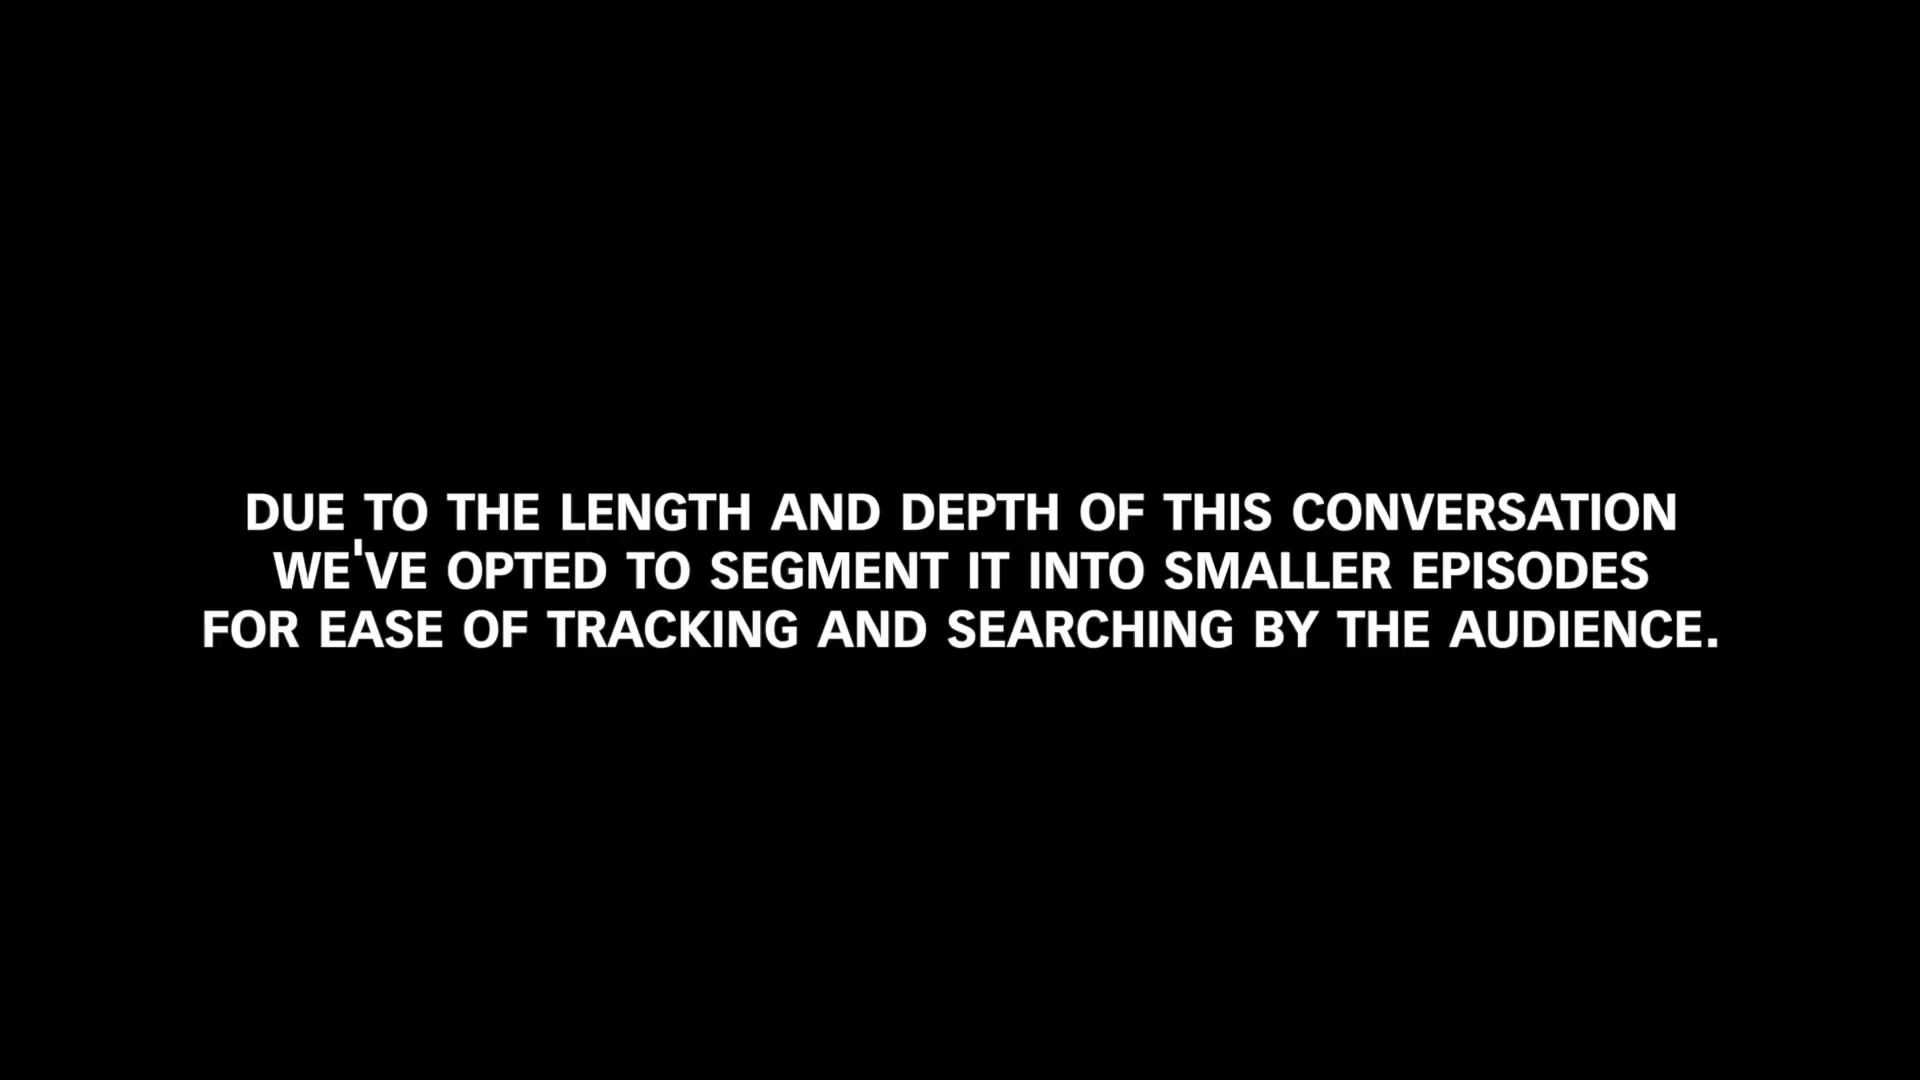 DUE TO THE LENGTH AND DEPTH OF THIS CONVERSATION
WE'VE OPTED TO SEGMENT IT INTO SMALLER EPISODES
FOR EASE OF TRACKING AND SEARCHING BY THE AUDIENCE.